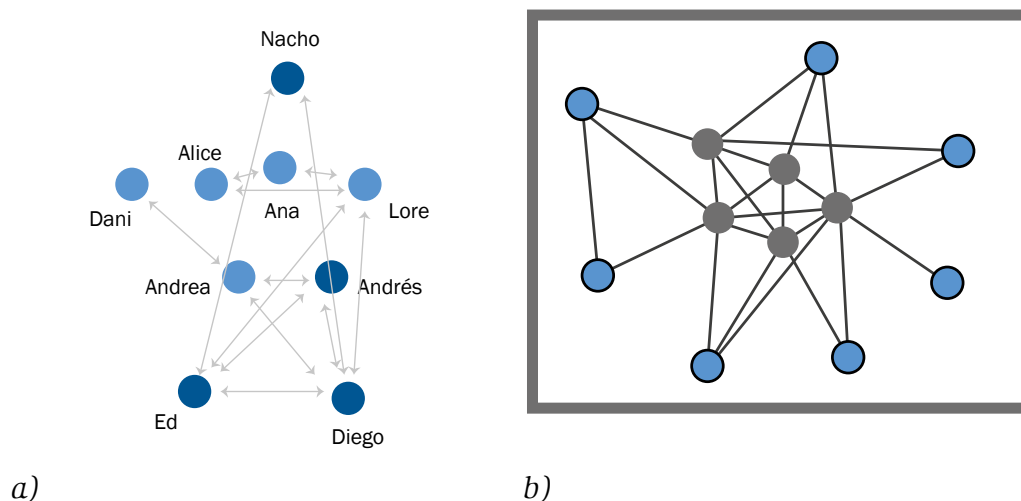 Nacho
Alice
Dani
Ana
Lore
Andrea
Andrés
Ed
Diego
a)
b)